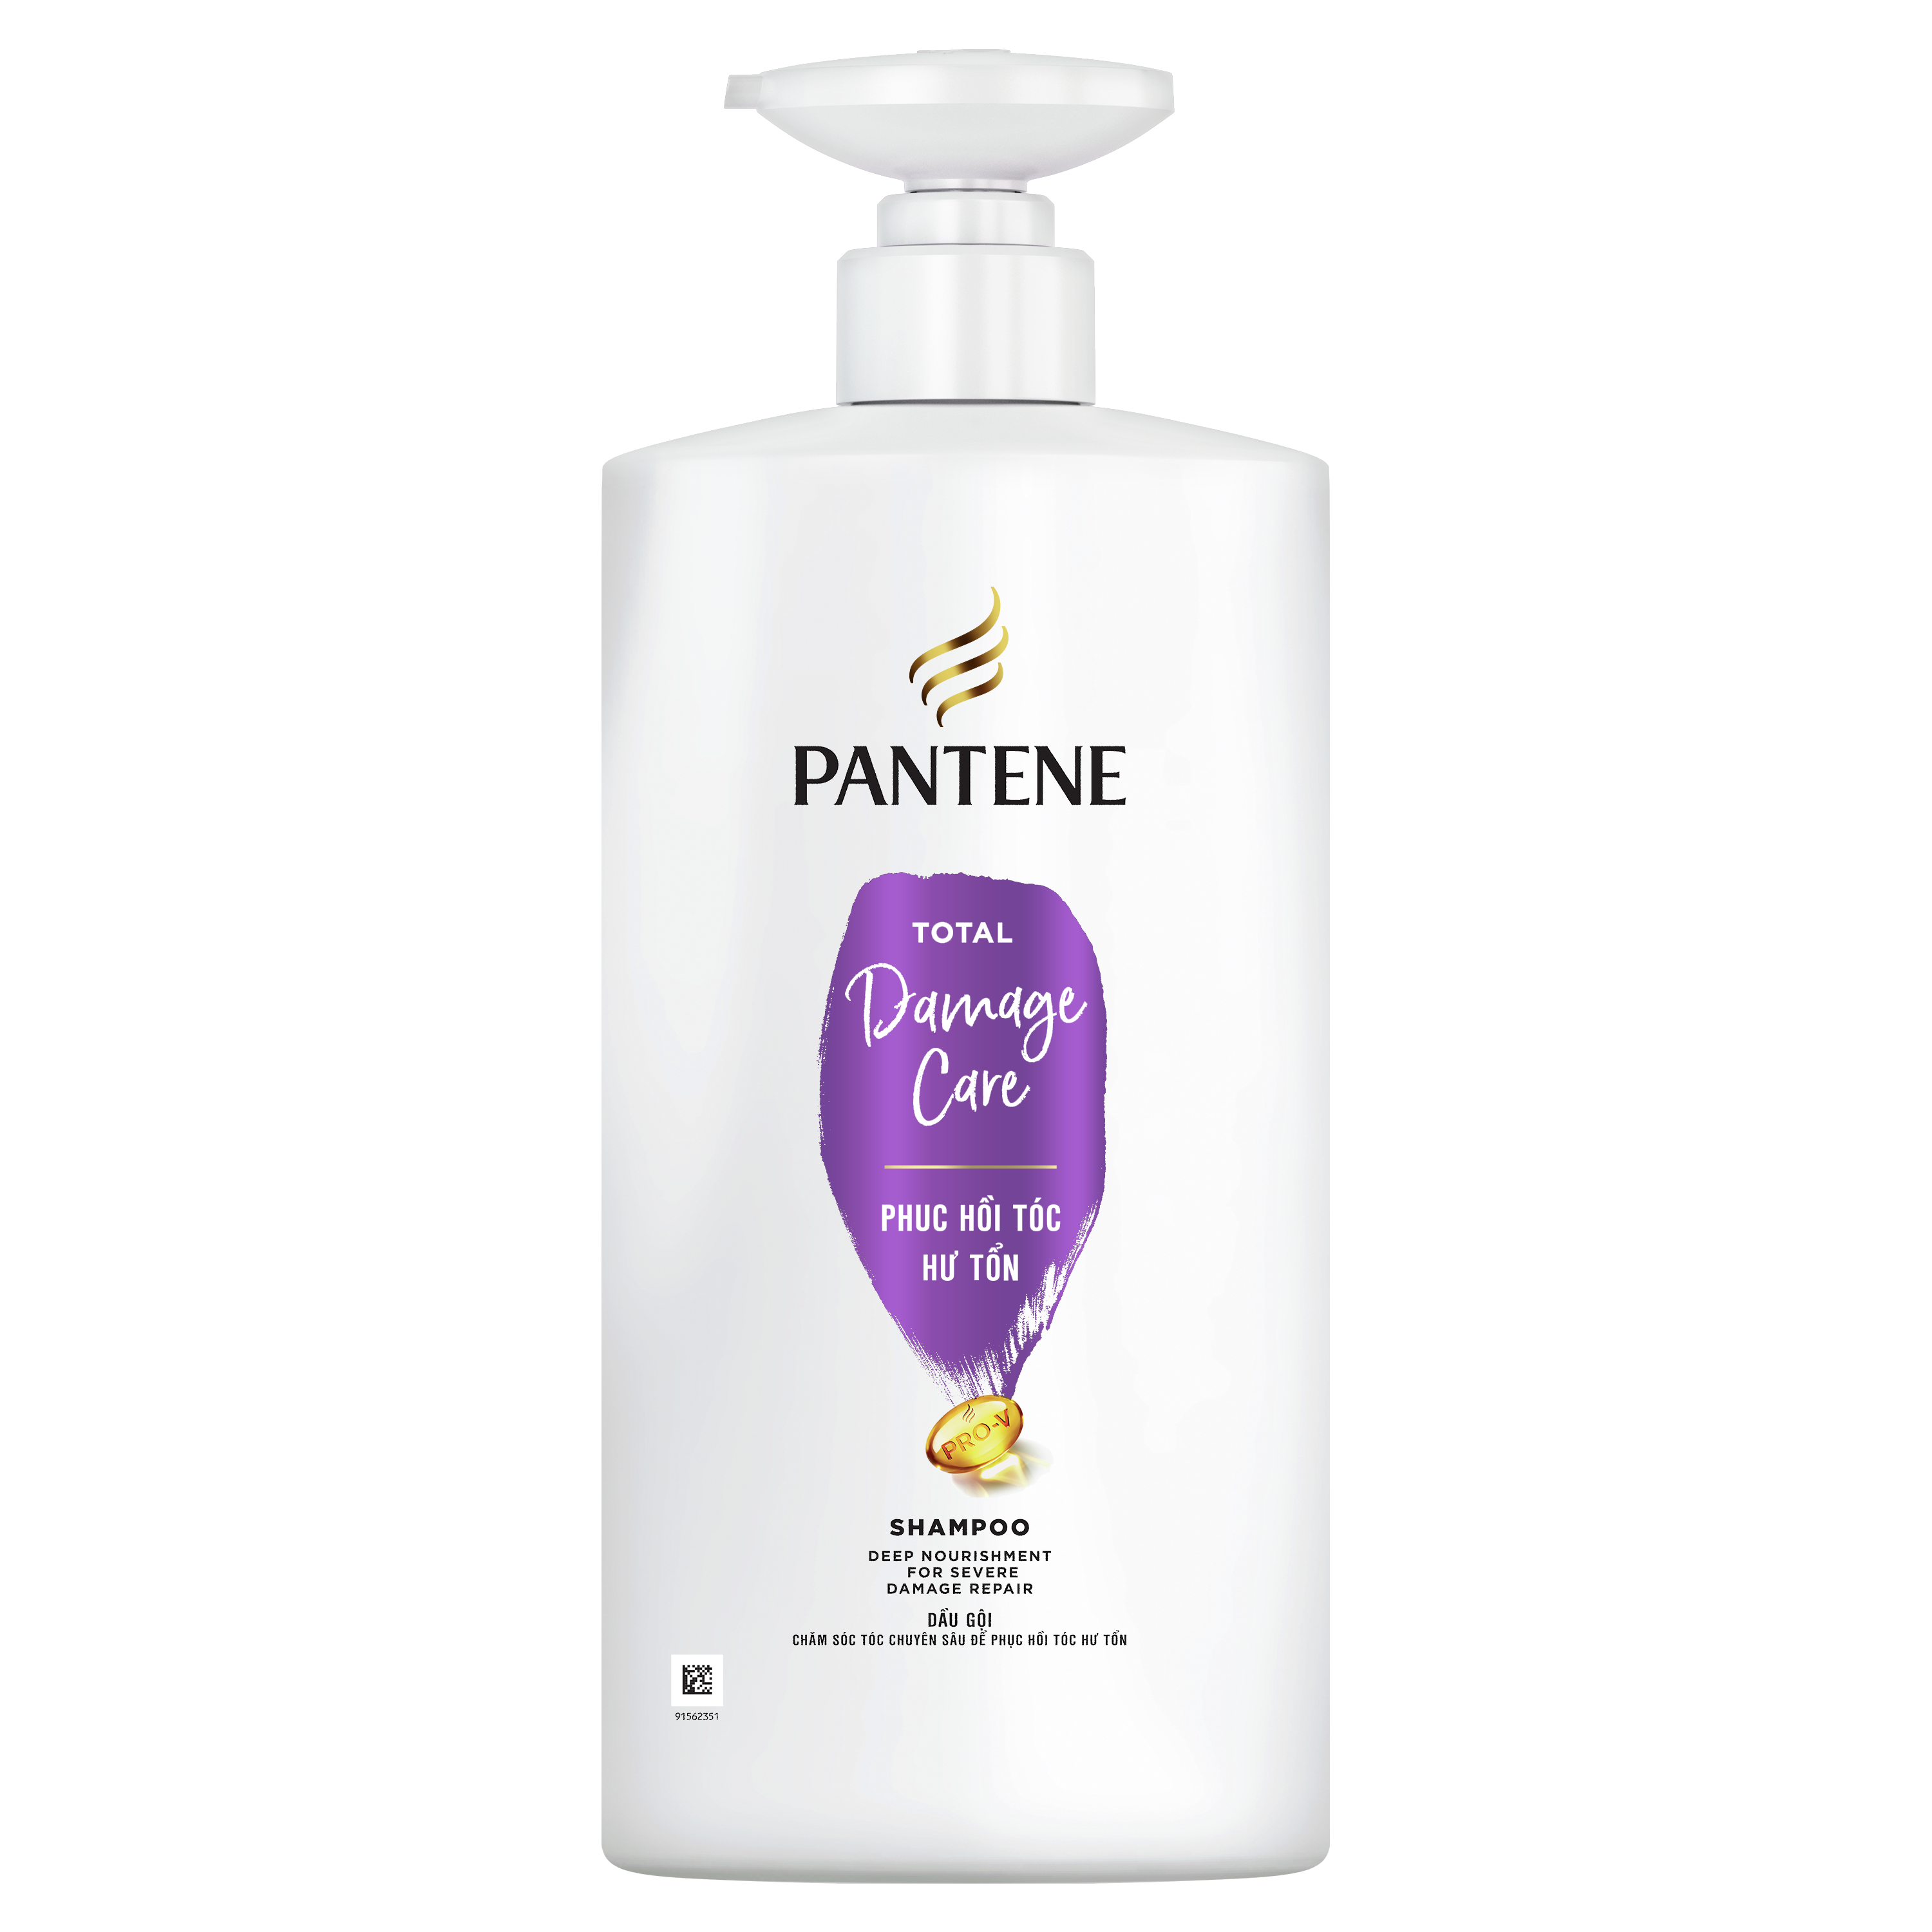 PANTENE
TOTAL
Damage
Care
PHUC HỒI TÓC
HƯ TỔN
PRO-V
SHAMPOO
DEEP NOURISHMENT
FOR SEVERE
DAMAGE REPAIR
DẦU GỘI
CHĂM SÓC TÓC CHUYÊN SÂU ĐỂ PHỤC HỒI TÓC HƯ TỔN
91562351